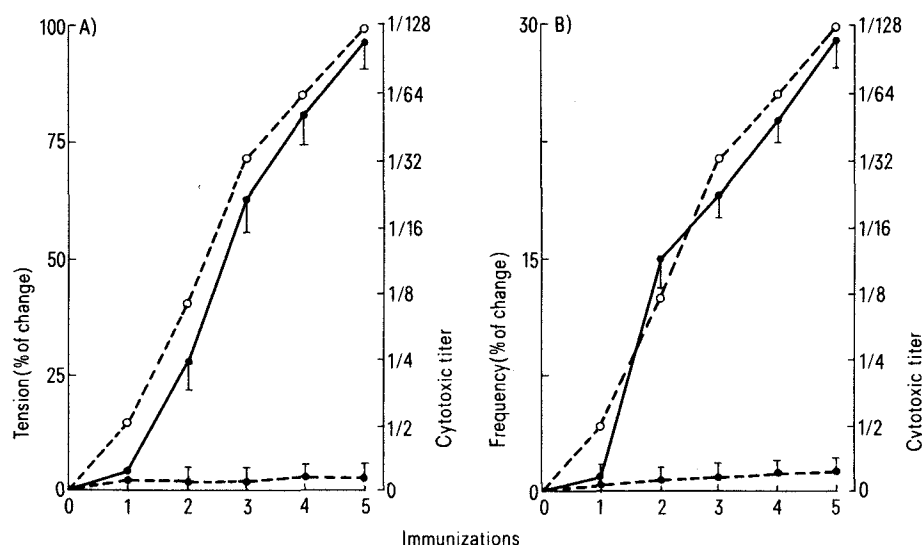 A)
Tension (% of change)
100
75
50
25
0
0 1 2 3 4 5
1/128
1/64
1/32
1/16
1/8
1/4
1/2
0
Cytotoxic titer
B)
Frequency (% of change)
30
15
0 1 2 3 4 5
1/128
1/64
1/32
1/16
1/8
1/4
1/2
0
Cytotoxic titer
Immunizations